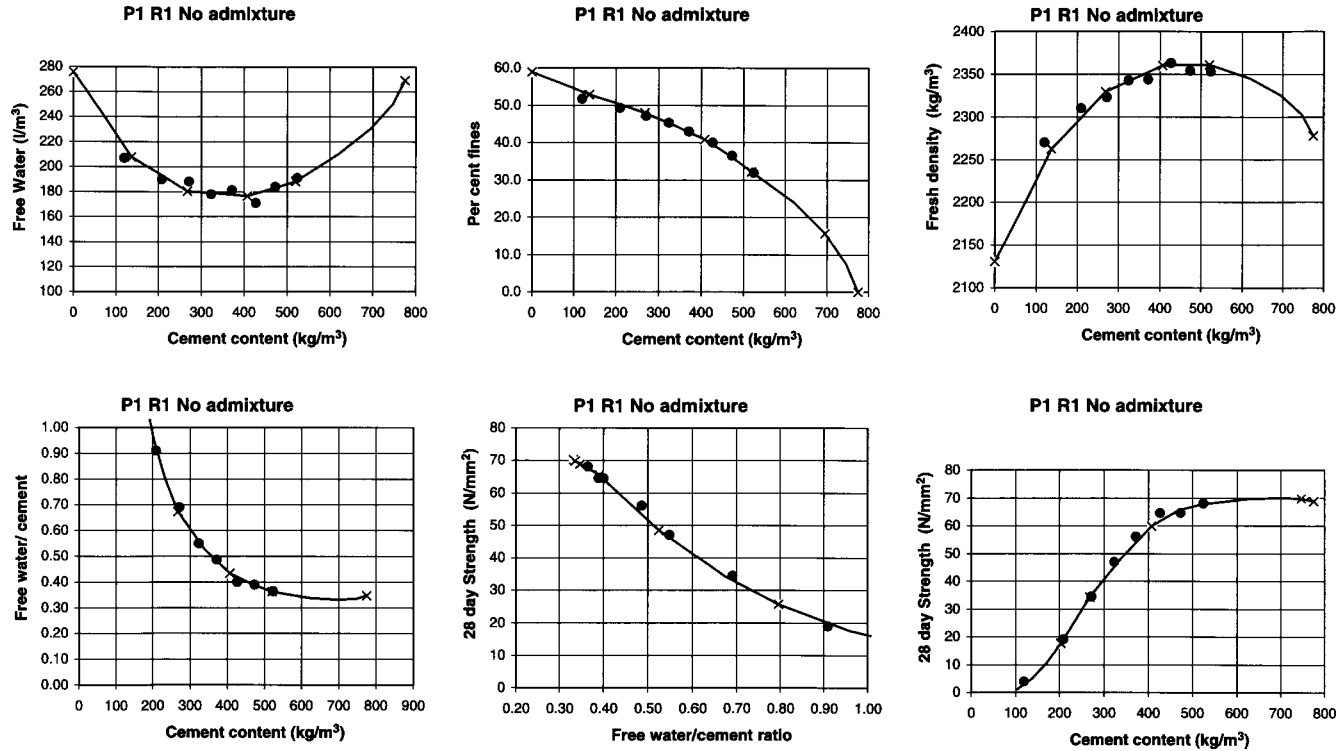 P1 R1 No admixture
Free Water (l/m³)
280
260
240
220
200
180
160
140
120
100
0 100 200 300 400 500 600 700 800
Cement content (kg/m³)
P1 R1 No admixture
Per cent fines
60.0
50.0
40.0
30.0
20.0
10.0
0.0
0 100 200 300 400 500 600 700 800
Cement content (kg/m³)
P1 R1 No admixture
Fresh density (kg/m³)
2400
2350
2300
2250
2200
2150
2100
0 100 200 300 400 500 600 700 800
Cement content (kg/m³)
P1 R1 No admixture
Free water/ cement
1.00
0.90
0.80
0.70
0.60
0.50
0.40
0.30
0.20
0.10
0.00
0 100 200 300 400 500 600 700 800 900
Cement content (kg/m³)
P1 R1 No admixture
28 day Strength (N/mm²)
80
70
60
50
40
30
20
10
0
0.20 0.30 0.40 0.50 0.60 0.70 0.80 0.90 1.00
Free water/cement ratio
P1 R1 No admixture
28 day Strength (N/mm²)
80
70
60
50
40
30
20
10
0
0 100 200 300 400 500 600 700 800
Cement content (kg/m³)